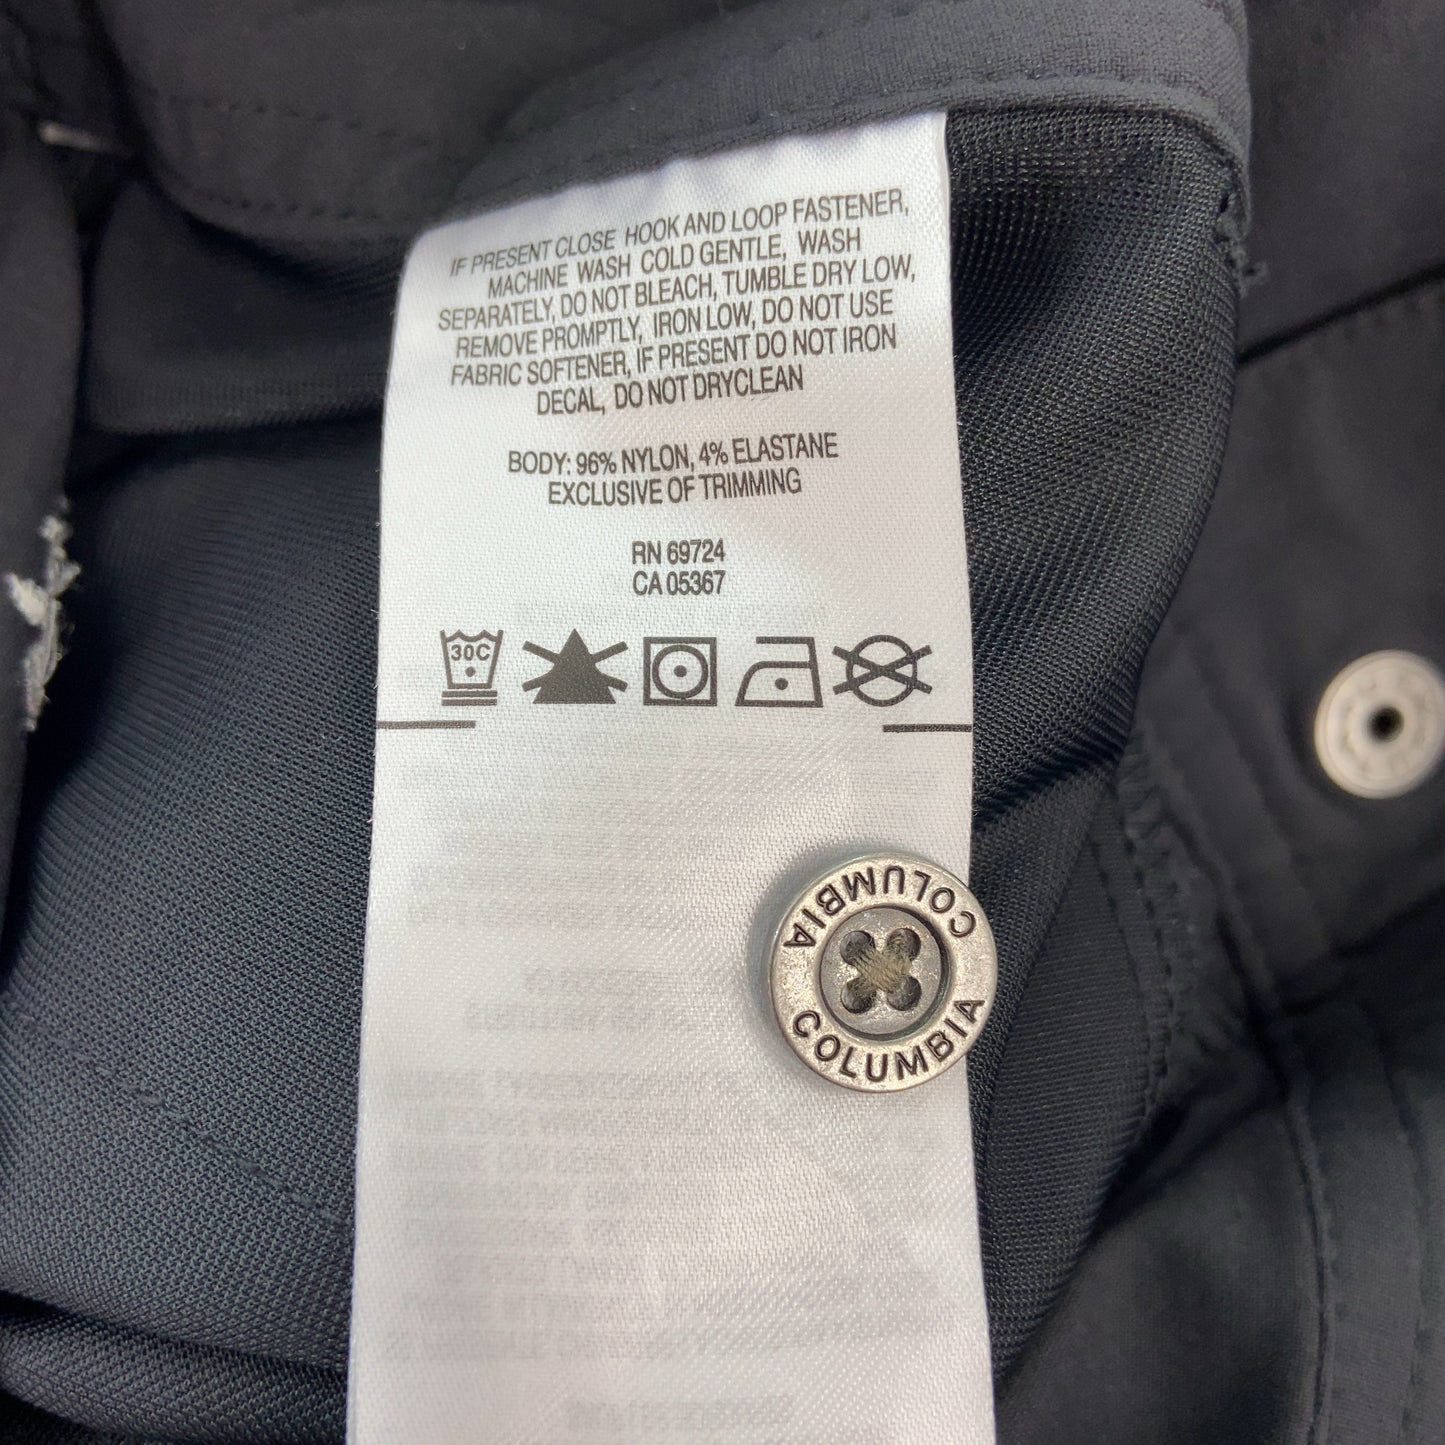 IF PRESENT CLOSE HOOK AND LOOP FASTENER,
MACHINE WASH COLD GENTLE, WASH
SEPARATELY, DO NOT BLEACH, TUMBLE DRY LOW,
REMOVE PROMPTLY, IRON LOW, DO NOT USE
FABRIC SOFTENER, IF PRESENT DO NOT IRON
DECAL, DO NOT DRYCLEAN
BODY: 96% NYLON, 4% ELASTANE
EXCLUSIVE OF TRIMMING
RN 69724
CA 05367
30C
COLUMBIA
COLUMBIA